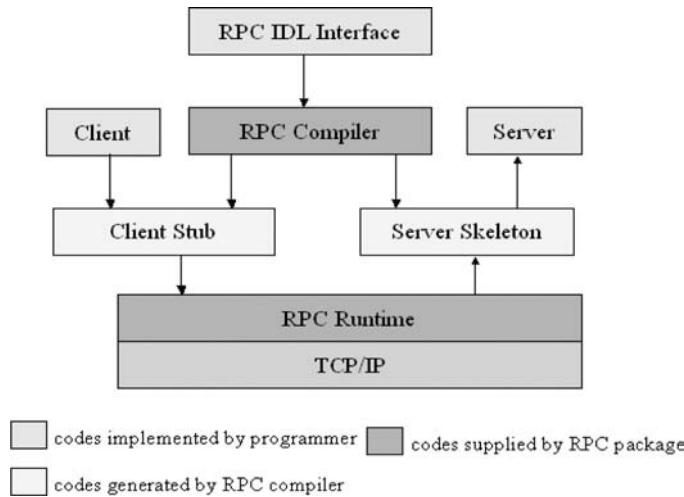 RPC IDL Interface
Client
RPC Compiler
Server
Client Stub
Server Skeleton
RPC Runtime
TCP/IP
codes implemented by programmer
codes supplied by RPC package
codes generated by RPC compiler